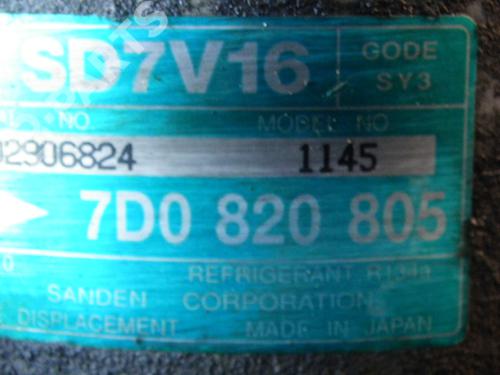 SD7V16
GODE
SY3
NO
MODEL NO
02906824
1145
7D0 820 805
REFRIGERANT R134a
SANDEN CORPORATION
DISPLACEMENT MADE IN JAPAN